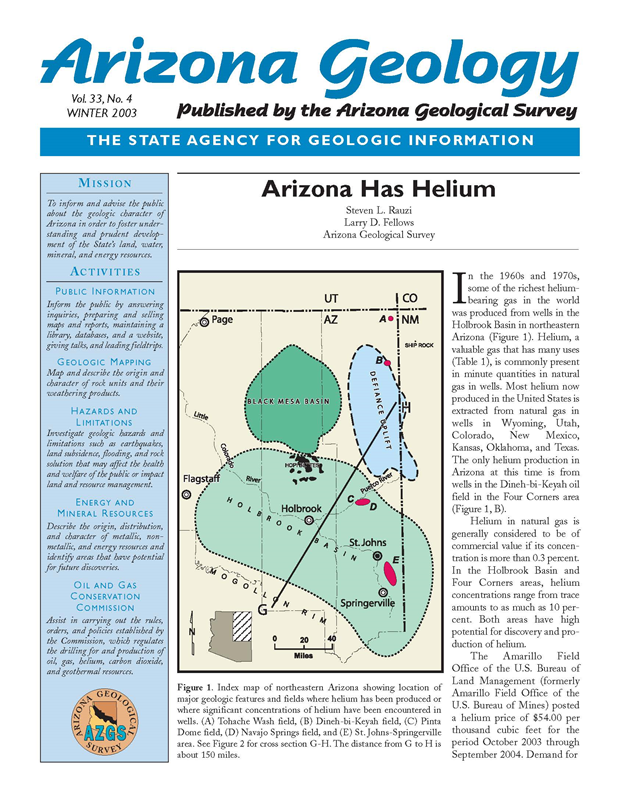 Arizona Geology
Vol. 33, No. 4
WINTER 2003
Published by the Arizona Geological Survey
THE STATE AGENCY FOR GEOLOGIC INFORMATION
MISSION
To inform and advise the public
about the geologic character of
Arizona in order to foster under-
standing and prudent develop-
ment of the State's land, water,
mineral, and energy resources.
ACTIVITIES
PUBLIC INFORMATION
Inform the public by answering
inquiries, preparing and selling
maps and reports, maintaining a
library, databases, and a website,
giving talks, and leading fieldtrips.
GEOLOGIC MAPPING
Map and describe the origin and
character of rock units and their
weathering products.
HAZARDS AND
LIMITATIONS
Investigate geologic hazards and
limitations such as earthquakes,
land subsidence, flooding, and rock
solution that may affect the health
and welfare of the public or impact
land and resource management.
ENERGY AND
MINERAL RESOURCES
Describe the origin, distribution,
and character of metallic, non-
metallic, and energy resources and
identify areas that have potential
for future discoveries.
OIL AND GAS
CONSERVATION
COMMISSION
Assist in carrying out the rules,
orders, and policies established by
the Commission, which regulates
the drilling for and production of
oil, gas, helium, carbon dioxide,
and geothermal resources.
ARIZONA GEOLOGICAL
AZGS
SURVEY
Arizona Has Helium
Steven L. Rauzi
Larry D. Fellows
Arizona Geological Survey
UT CO
AZ NM
Page
A
SHIP ROCK
B
BLACK MESA BASIN
DEFIANCE UPLIFT
H
Little
Colorado
River
HOPI BUTTES
Puerco River
Flagstaff
C
D
Holbrook
HOLBROOK BASIN
St. Johns
E
MOGOLLON RIM
G
Springerville
N
0 20 40
Miles
Figure 1. Index map of northeastern Arizona showing location of
major geologic features and fields where helium has been produced or
where significant concentrations of helium have been encountered in
wells. (A) Tohache Wash field, (B) Dineh-bi-Keyah field, (C) Pinta
Dome field, (D) Navajo Springs field, and (E) St. Johns-Springerville
area. See Figure 2 for cross section G-H. The distance from G to H is
about 150 miles.
In the 1960s and 1970s,
some of the richest helium-
bearing gas in the world
was produced from wells in the
Holbrook Basin in northeastern
Arizona (Figure 1). Helium, a
valuable gas that has many uses
(Table 1), is commonly present
in minute quantities in natural
gas in wells. Most helium now
produced in the United States is
extracted from natural gas in
wells in Wyoming, Utah,
Colorado, New Mexico,
Kansas, Oklahoma, and Texas.
The only helium production in
Arizona at this time is from
wells in the Dineh-bi-Keyah oil
field in the Four Corners area
(Figure 1, B).
Helium in natural gas is
generally considered to be of
commercial value if its concen-
tration is more than 0.3 percent.
In the Holbrook Basin and
Four Corners areas, helium
concentrations range from trace
amounts to as much as 10 per-
cent. Both areas have high
potential for discovery and pro-
duction of helium.
The Amarillo Field
Office of the U.S. Bureau of
Land Management (formerly
Amarillo Field Office of the
U.S. Bureau of Mines) posted
a helium price of $54.00 per
thousand cubic feet for the
period October 2003 through
September 2004. Demand for